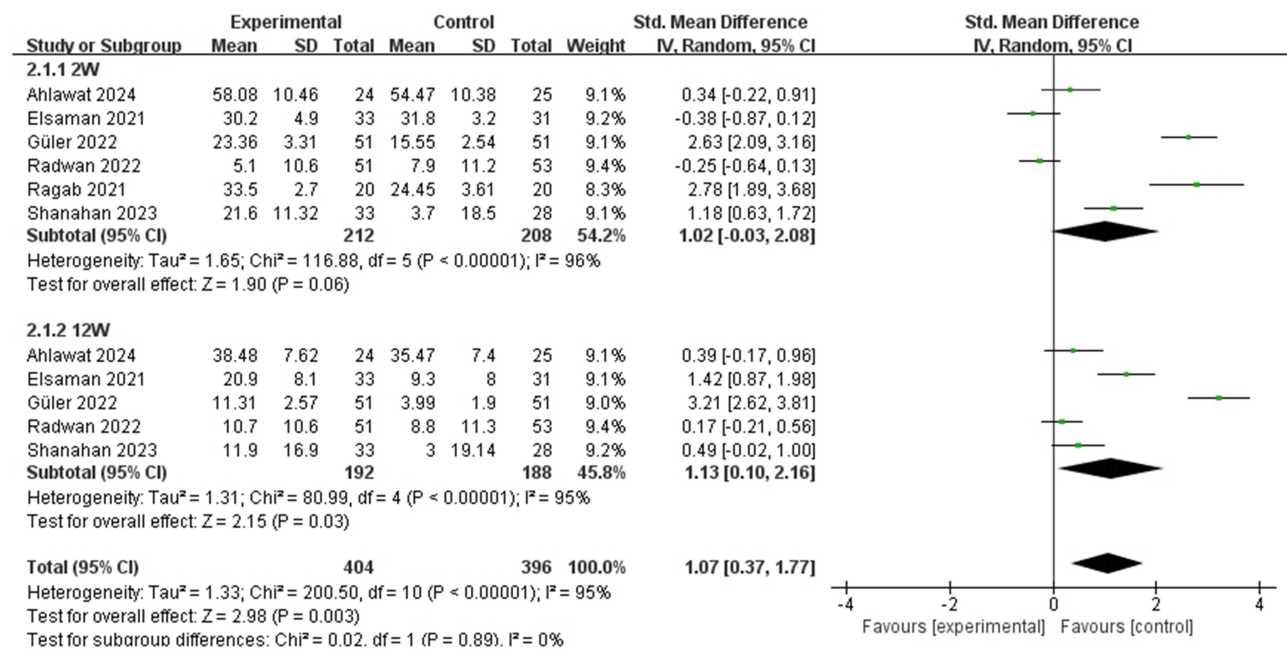 Experimental Control Std. Mean Difference Std. Mean Difference
Study or Subgroup Mean SD Total Mean SD Total Weight IV, Random, 95% CI IV, Random, 95% CI
2.1.1 2W
Ahlawat 2024 58.08 10.46 24 54.47 10.38 25 9.1% 0.34 [-0.22, 0.91]
Elsaman 2021 30.2 4.9 33 31.8 3.2 31 9.2% -0.38 [-0.87, 0.12]
Güler 2022 23.36 3.31 51 15.55 2.54 51 9.1% 2.63 [2.09, 3.16]
Radwan 2022 5.1 10.6 51 7.9 11.2 53 9.4% -0.25 [-0.64, 0.13]
Ragab 2021 33.5 2.7 20 24.45 3.61 20 8.3% 2.78 [1.89, 3.68]
Shanahan 2023 21.6 11.32 33 3.7 18.5 28 9.1% 1.18 [0.63, 1.72]
Subtotal (95% CI) 212 208 54.2% 1.02 [-0.03, 2.08]
Heterogeneity: Tau² = 1.65; Chi² = 116.88, df = 5 (P < 0.00001); I² = 96%
Test for overall effect: Z = 1.90 (P = 0.06)
2.1.2 12W
Ahlawat 2024 38.48 7.62 24 35.47 7.4 25 9.1% 0.39 [-0.17, 0.96]
Elsaman 2021 20.9 8.1 33 9.3 8 31 9.1% 1.42 [0.87, 1.98]
Güler 2022 11.31 2.57 51 3.99 1.9 51 9.0% 3.21 [2.62, 3.81]
Radwan 2022 10.7 10.6 51 8.8 11.3 53 9.4% 0.17 [-0.21, 0.56]
Shanahan 2023 11.9 16.9 33 3 19.14 28 9.1% 0.49 [-0.02, 1.00]
Subtotal (95% CI) 192 188 45.8% 1.13 [0.10, 2.16]
Heterogeneity: Tau² = 1.31; Chi² = 80.99, df = 4 (P < 0.00001); I² = 95%
Test for overall effect: Z = 2.15 (P = 0.03)
Total (95% CI) 404 396 100.0% 1.07 [0.37, 1.77]
Heterogeneity: Tau² = 1.33; Chi² = 200.50, df = 10 (P < 0.00001); I² = 95%
Test for overall effect: Z = 2.98 (P = 0.003)
Test for subgroup differences: Chi² = 0.02, df = 1 (P = 0.89), I² = 0%
-4 -2 0 2 4
Favours [experimental] Favours [control]